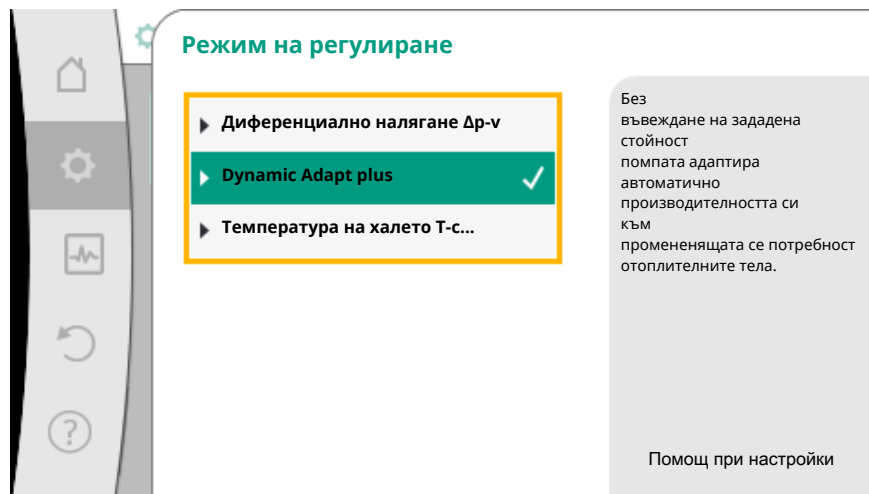 Режим на регулиране
Диференциално налягане Δp-v
Dynamic Adapt plus
Температура на халето T-c...
Без
въвеждане на зададена
стойност
помпата адаптира
автоматично
производителността си
към
промененящата се потребност
отоплителните тела.
Помощ при настройки